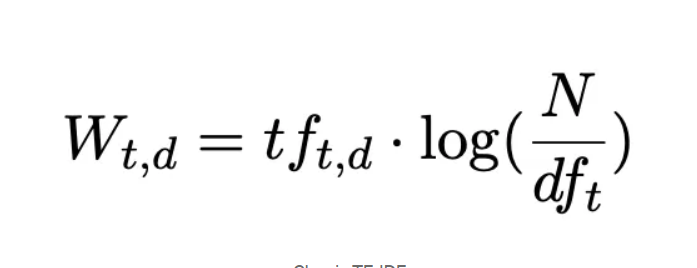 W_{t,d} = tf_{t,d} · log(N/df_t)